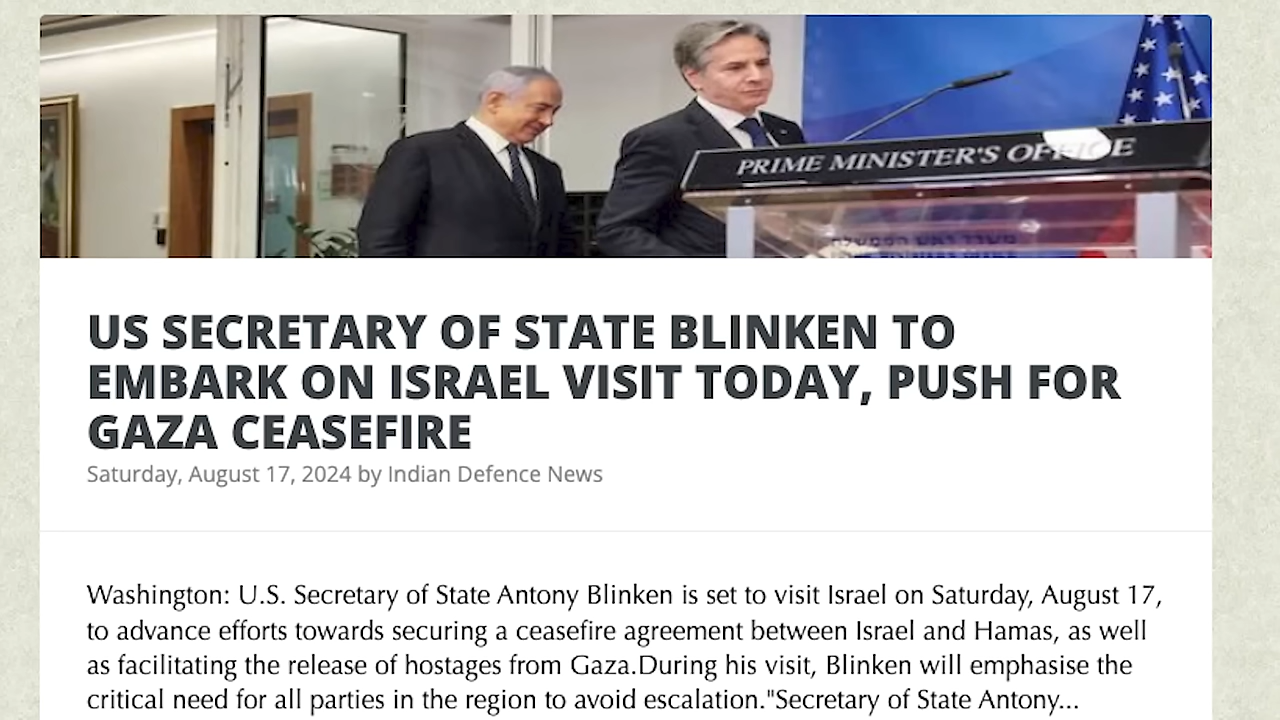 PRIME MINISTER'S OFFICE
משרד ראש הממשלה
US SECRETARY OF STATE BLINKEN TO
EMBARK ON ISRAEL VISIT TODAY, PUSH FOR
GAZA CEASEFIRE
Saturday, August 17, 2024 by Indian Defence News
Washington: U.S. Secretary of State Antony Blinken is set to visit Israel on Saturday, August 17,
to advance efforts towards securing a ceasefire agreement between Israel and Hamas, as well
as facilitating the release of hostages from Gaza.During his visit, Blinken will emphasise the
critical need for all parties in the region to avoid escalation."Secretary of State Antony...